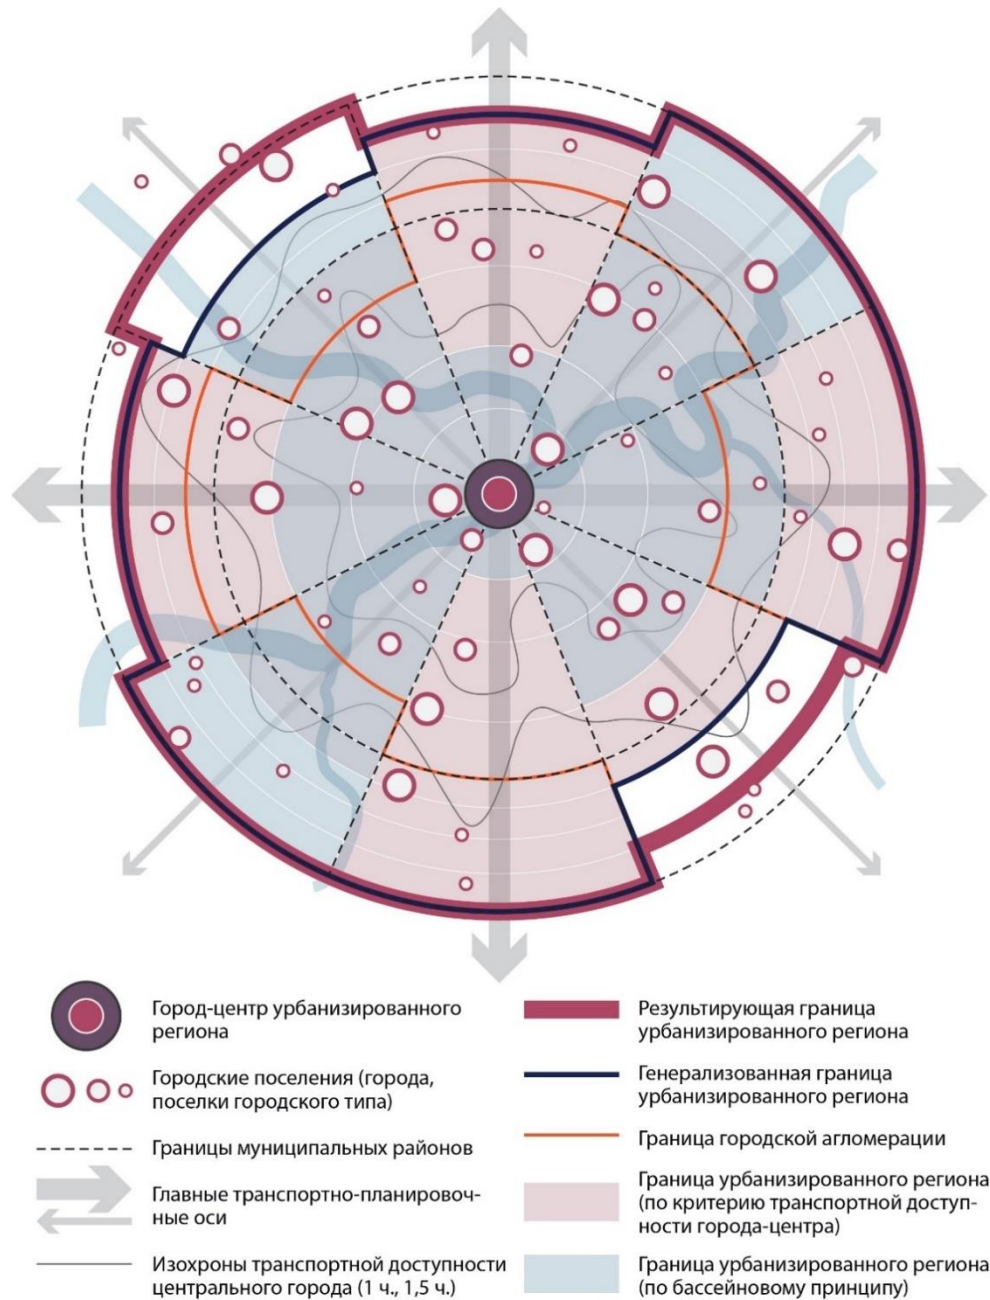 Город-центр урбанизированного
региона
Городские поселения (города,
поселки городского типа)
Границы муниципальных районов
Главные транспортно-планировоч-
ные оси
Изохроны транспортной доступности
центрального города (1 ч., 1,5 ч.)
Результирующая граница
урбанизированного региона
Генерализованная граница
урбанизированного региона
Граница городской агломерации
Граница урбанизированного региона
(по критерию транспортной доступ-
ности города-центра)
Граница урбанизированного региона
(по бассейновому принципу)